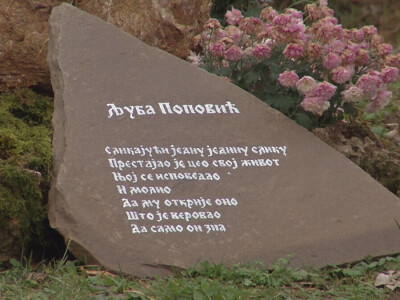 Љуба Поповић
Сликајући једну једину слику
Престајао је цео свој живот
Њој се исповедао
И молио
Да му открије оно
Што је веровао
Да само он зна